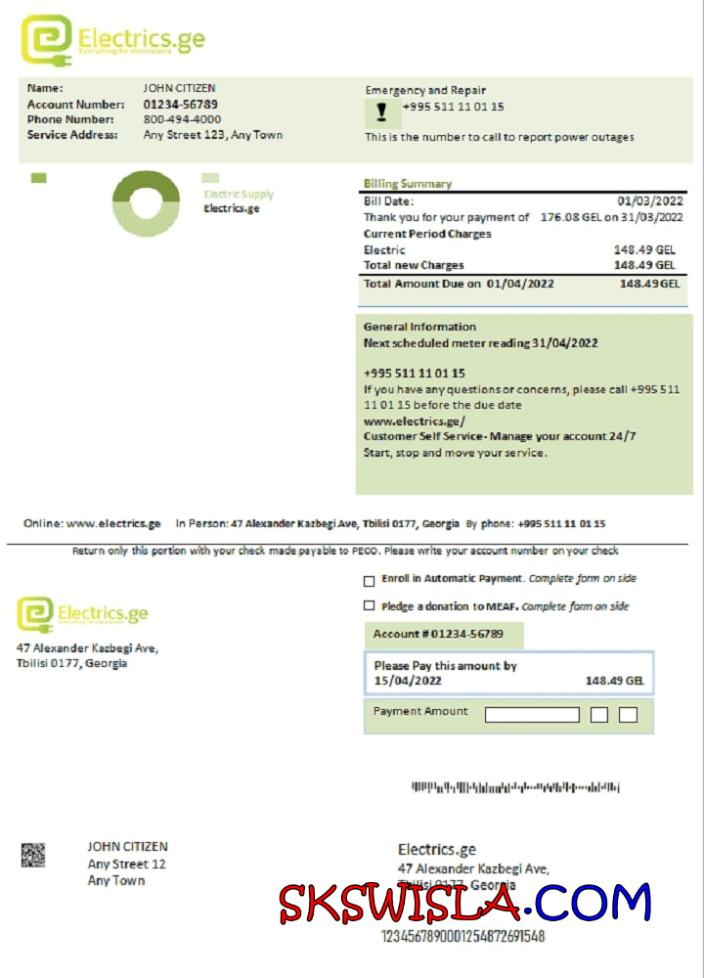 Electrics.ge
Everything for electricians
Name: JOHN CITIZEN
Account Number: 01234-56789
Phone Number: 800-494-4000
Service Address: Any Street 123, Any Town
Emergency and Repair
! +995 511 11 01 15
This is the number to call to report power outages
Electric Supply
Electrics.ge
Billing Summary
Bill Date: 01/03/2022
Thank you for your payment of 176.08 GEL on 31/03/2022
Current Period Charges
Electric 148.49 GEL
Total new Charges 148.49 GEL
Total Amount Due on 01/04/2022 148.49 GEL
General Information
Next scheduled meter reading 31/04/2022
+995 511 11 01 15
If you have any questions or concerns, please call +995 511
11 01 15 before the due date
www.electrics.ge/
Customer Self Service- Manage your account 24/7
Start, stop and move your service.
Online: www.electrics.ge In Person: 47 Alexander Kazbegi Ave, Tbilisi 0177, Georgia By phone: +995 511 11 01 15
Return only this portion with your check made payable to PECO. Please write your account number on your check
Enroll in Automatic Payment. Complete form on side
Pledge a donation to MEAF. Complete form on side
Electrics.ge
47 Alexander Kazbegi Ave,
Tbilisi 0177, Georgia
Account # 01234-56789
Please Pay this amount by
15/04/2022 148.49 GEL
Payment Amount
JOHN CITIZEN
Any Street 12
Any Town
Electrics.ge
47 Alexander Kazbegi Ave,
Tbilisi 0177, Georgia
SKSWISLA.COM
1234567890001254872691548